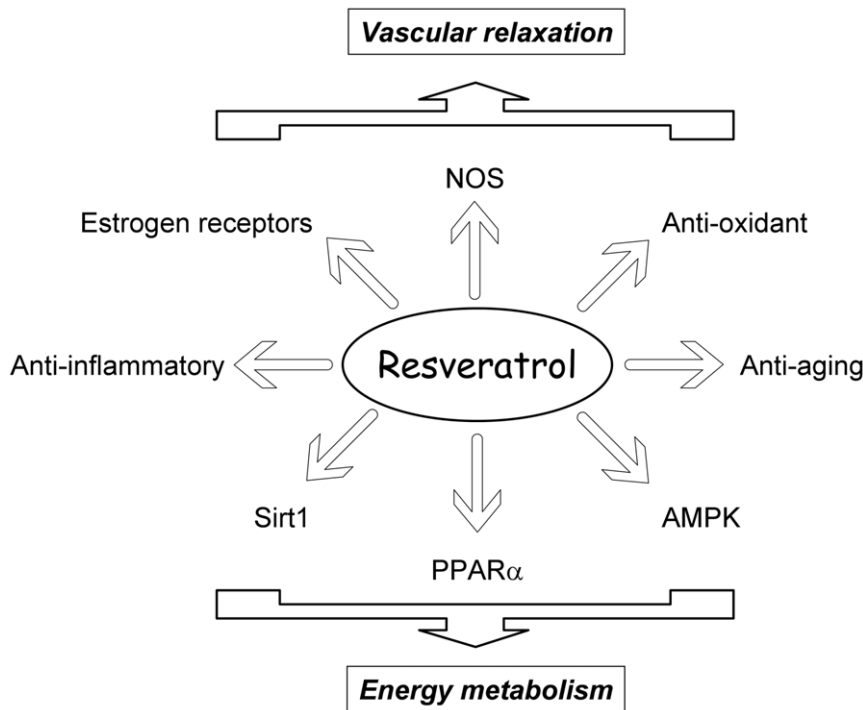 Vascular relaxation
NOS
Estrogen receptors
Anti-oxidant
Anti-inflammatory
Resveratrol
Anti-aging
Sirt1
AMPK
PPARα
Energy metabolism